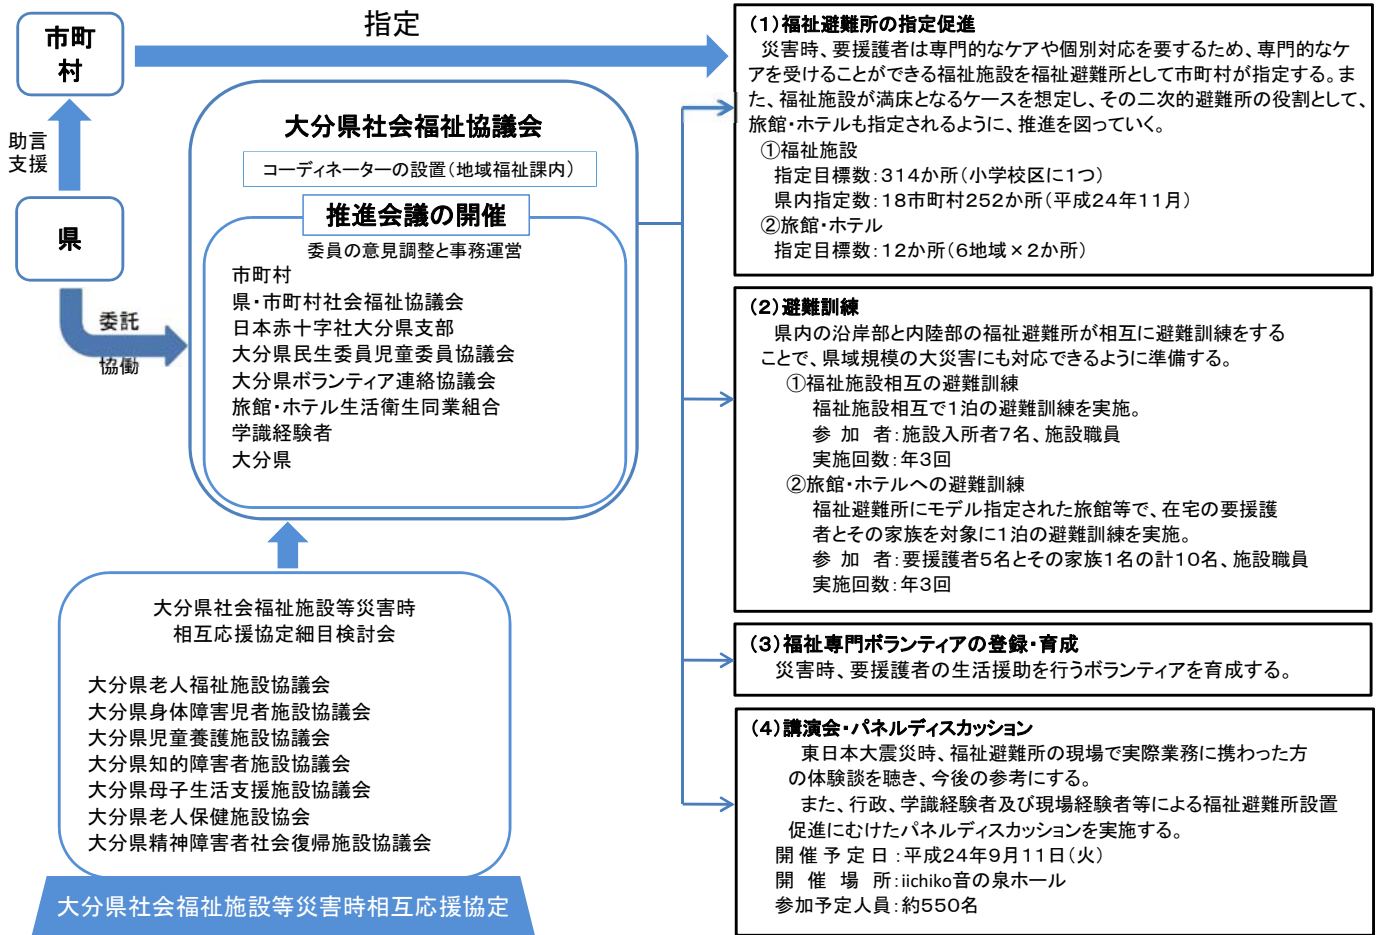 市町
村
指定
助言
支援
県
委託
協働
大分県社会福祉協議会
コーディネーターの設置(地域福祉課内)
推進会議の開催
委員の意見調整と事務運営
市町村
県・市町村社会福祉協議会
日本赤十字社大分県支部
大分県民生委員児童委員協議会
大分県ボランティア連絡協議会
旅館・ホテル生活衛生同業組合
学識経験者
大分県
大分県社会福祉施設等災害時
相互応援協定細目検討会
大分県老人福祉施設協議会
大分県身体障害児者施設協議会
大分県児童養護施設協議会
大分県知的障害者施設協議会
大分県母子生活支援施設協議会
大分県老人保健施設協会
大分県精神障害者社会復帰施設協議会
大分県社会福祉施設等災害時相互応援協定
(1)福祉避難所の指定促進
災害時、要援護者は専門的なケアや個別対応を要するため、専門的なケ
アを受けることができる福祉施設を福祉避難所として市町村が指定する。ま
た、福祉施設が満床となるケースを想定し、その二次的避難所の役割として、
旅館・ホテルも指定されるように、推進を図っていく。
①福祉施設
指定目標数:314か所(小学校区に1つ)
県内指定数:18市町村252か所(平成24年11月)
②旅館・ホテル
指定目標数:12か所(6地域×2か所)
(2)避難訓練
県内の沿岸部と内陸部の福祉避難所が相互に避難訓練をする
ことで、県域規模の大災害にも対応できるように準備する。
①福祉施設相互の避難訓練
福祉施設相互で1泊の避難訓練を実施。
参 加 者:施設入所者7名、施設職員
実施回数:年3回
②旅館・ホテルへの避難訓練
福祉避難所にモデル指定された旅館等で、在宅の要援護
者とその家族を対象に1泊の避難訓練を実施。
参 加 者:要援護者5名とその家族1名の計10名、施設職員
実施回数:年3回
(3)福祉専門ボランティアの登録・育成
災害時、要援護者の生活援助を行うボランティアを育成する。
(4)講演会・パネルディスカッション
東日本大震災時、福祉避難所の現場で実際業務に携わった方
の体験談を聴き、今後の参考にする。
また、行政、学識経験者及び現場経験者等による福祉避難所設置
促進にむけたパネルディスカッションを実施する。
開催予定日:平成24年9月11日(火)
開 催 場 所:iichiko音の泉ホール
参加予定人員:約550名